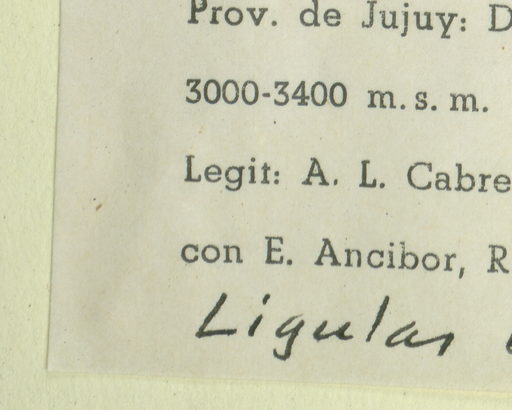 Prov. de Jujuy: D
3000-3400 m. s. m.
Legit: A. L. Cabre
con E. Ancibor, R
Ligulas